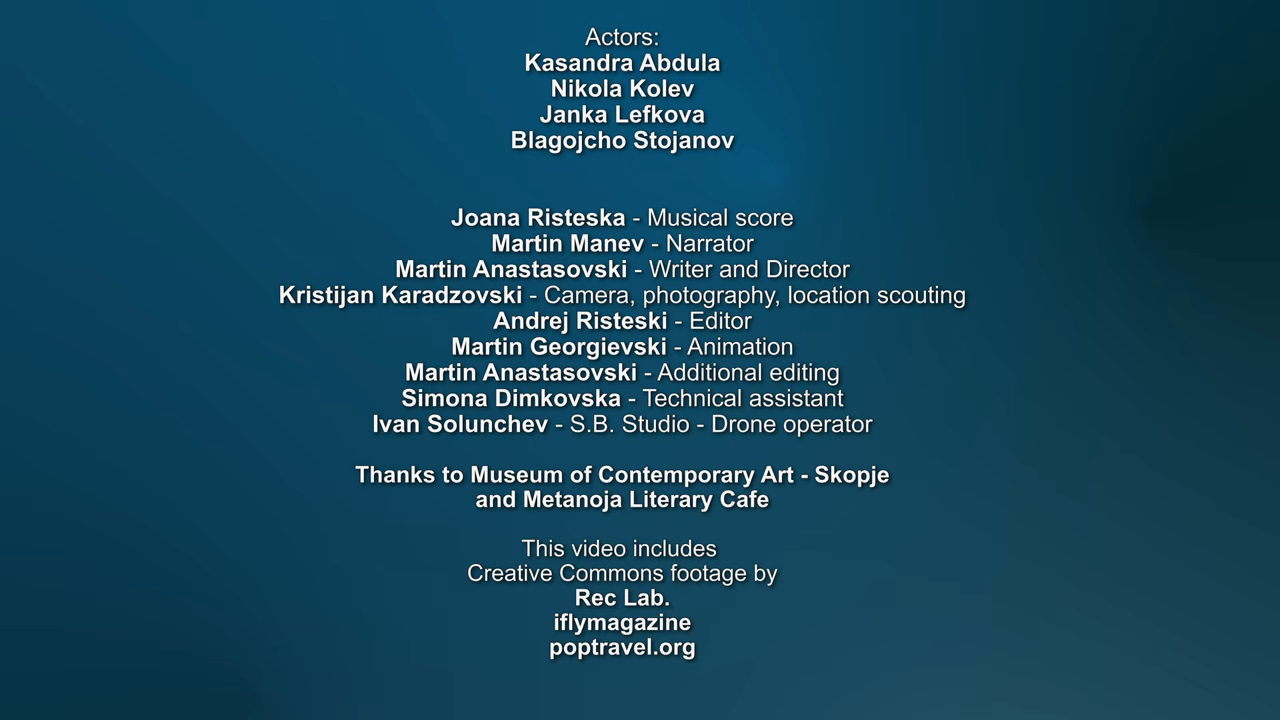 Actors:
Kasandra Abdula
Nikola Kolev
Janka Lefkova
Blagojcho Stojanov
Joana Risteska - Musical score
Martin Manev - Narrator
Martin Anastasovski - Writer and Director
Kristijan Karadzovski - Camera, photography, location scouting
Andrej Risteski - Editor
Martin Georgievski - Animation
Martin Anastasovski - Additional editing
Simona Dimkovska - Technical assistant
Ivan Solunchev - S.B. Studio - Drone operator
Thanks to Museum of Contemporary Art - Skopje
and Metanoja Literary Cafe
This video includes
Creative Commons footage by
Rec Lab.
iflymagazine
poptravel.org